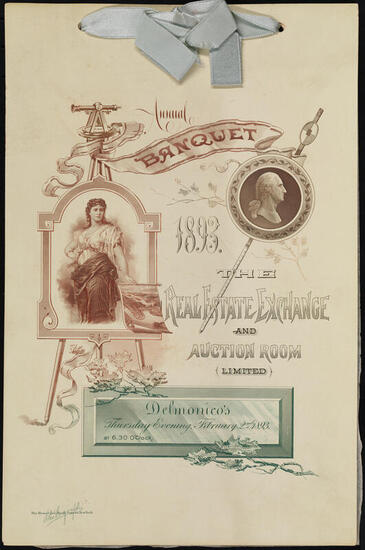 Annual
BANQUET
1893.
THE
REAL ESTATE EXCHANGE
AND
AUCTION ROOM
(LIMITED)
Delmonico's
Thursday Evening, February 2nd 1893.
at 6.30 O'Clock.